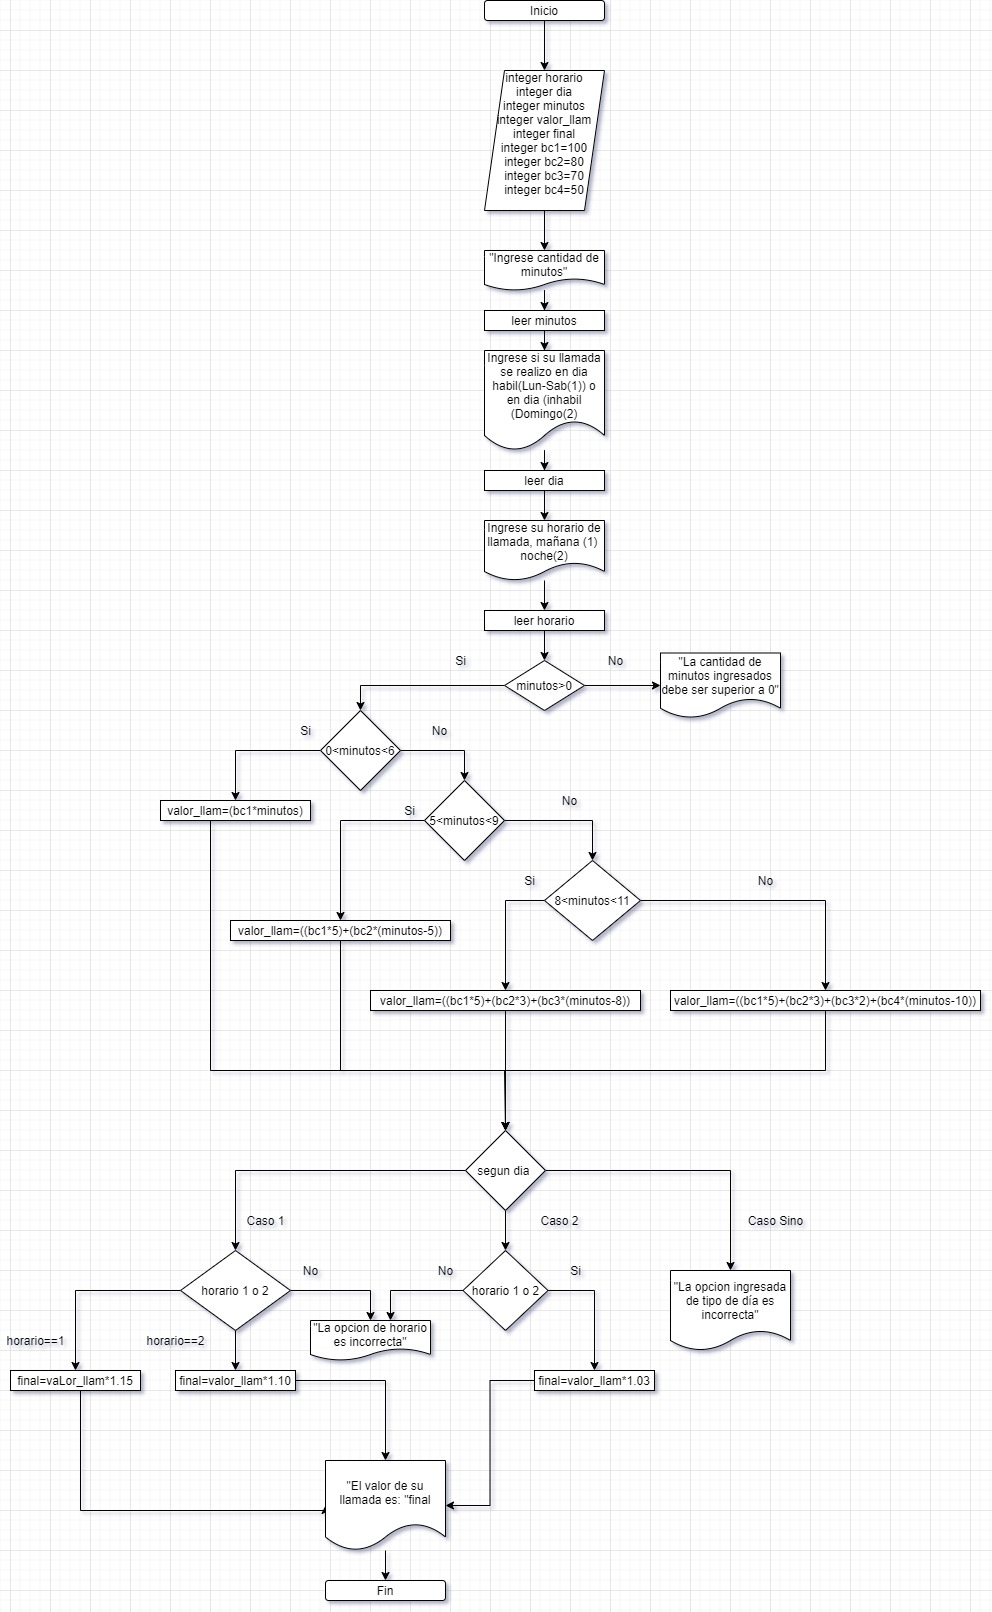 Inicio
integer horario
integer dia
integer minutos
integer valor_llam
integer final
integer bc1=100
integer bc2=80
integer bc3=70
integer bc4=50
"Ingrese cantidad de
minutos"
leer minutos
Ingrese si su llamada
se realizo en dia
habil(Lun-Sab(1)) o
en dia (inhabil
(Domingo(2)
leer dia
Ingrese su horario de
llamada, mañana (1)
noche(2)
leer horario
Si
No
minutos>0
"La cantidad de
minutos ingresados
debe ser superior a 0"
Si
No
0<minutos<6
valor_llam=(bc1*minutos)
Si
No
5<minutos<9
Si
No
8<minutos<11
valor_llam=((bc1*5)+(bc2*(minutos-5))
valor_llam=((bc1*5)+(bc2*3)+(bc3*(minutos-8))
valor_llam=((bc1*5)+(bc2*3)+(bc3*2)+(bc4*(minutos-10))
segun dia
Caso 1
Caso 2
Caso Sino
horario 1 o 2
No
No
horario 1 o 2
Si
"La opcion ingresada
de tipo de día es
incorrecta"
"La opcion de horario
es incorrecta"
horario==1
horario==2
final=vaLor_llam*1.15
final=valor_llam*1.10
final=valor_llam*1.03
"El valor de su
llamada es: "final
Fin